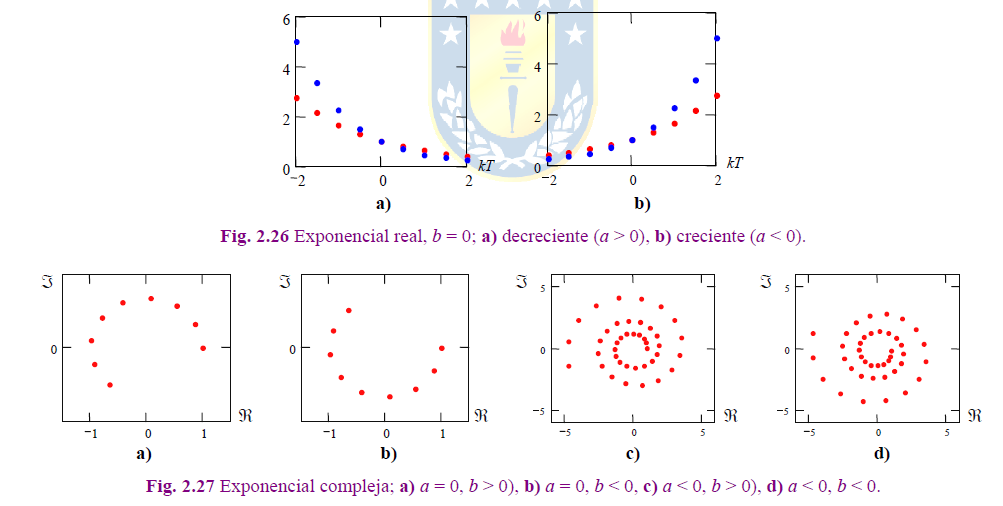 6
6
4
4
2
2
0
0
kT
kT
−2
0
2
−2
0
2
a)
b)
Fig. 2.26 Exponencial real, b = 0; a) decreciente (a > 0), b) creciente (a < 0).
ℑ
ℑ
ℑ
ℑ
5
5
0
0
0
0
−5
−5
ℜ
ℜ
ℜ
ℜ
−1
0
1
−1
0
1
−5
0
5
−5
0
5
a)
b)
c)
d)
Fig. 2.27 Exponencial compleja; a) a = 0, b > 0), b) a = 0, b < 0, c) a < 0, b > 0), d) a < 0, b < 0.